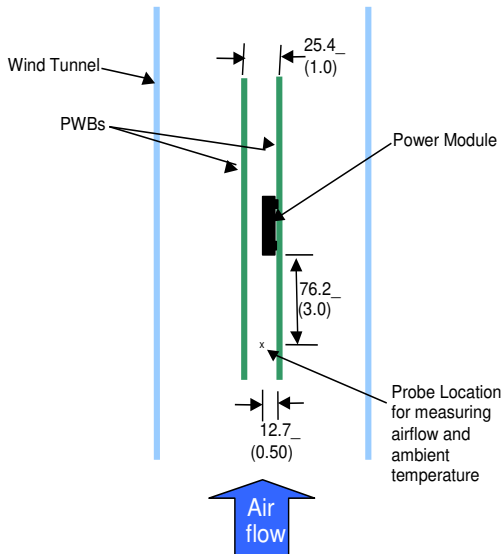 25.4_
(1.0)
Wind Tunnel
PWBs
Power Module
76.2_
(3.0)
x
Probe Location
for measuring
airflow and
ambient
temperature
12.7_
(0.50)
Air
flow